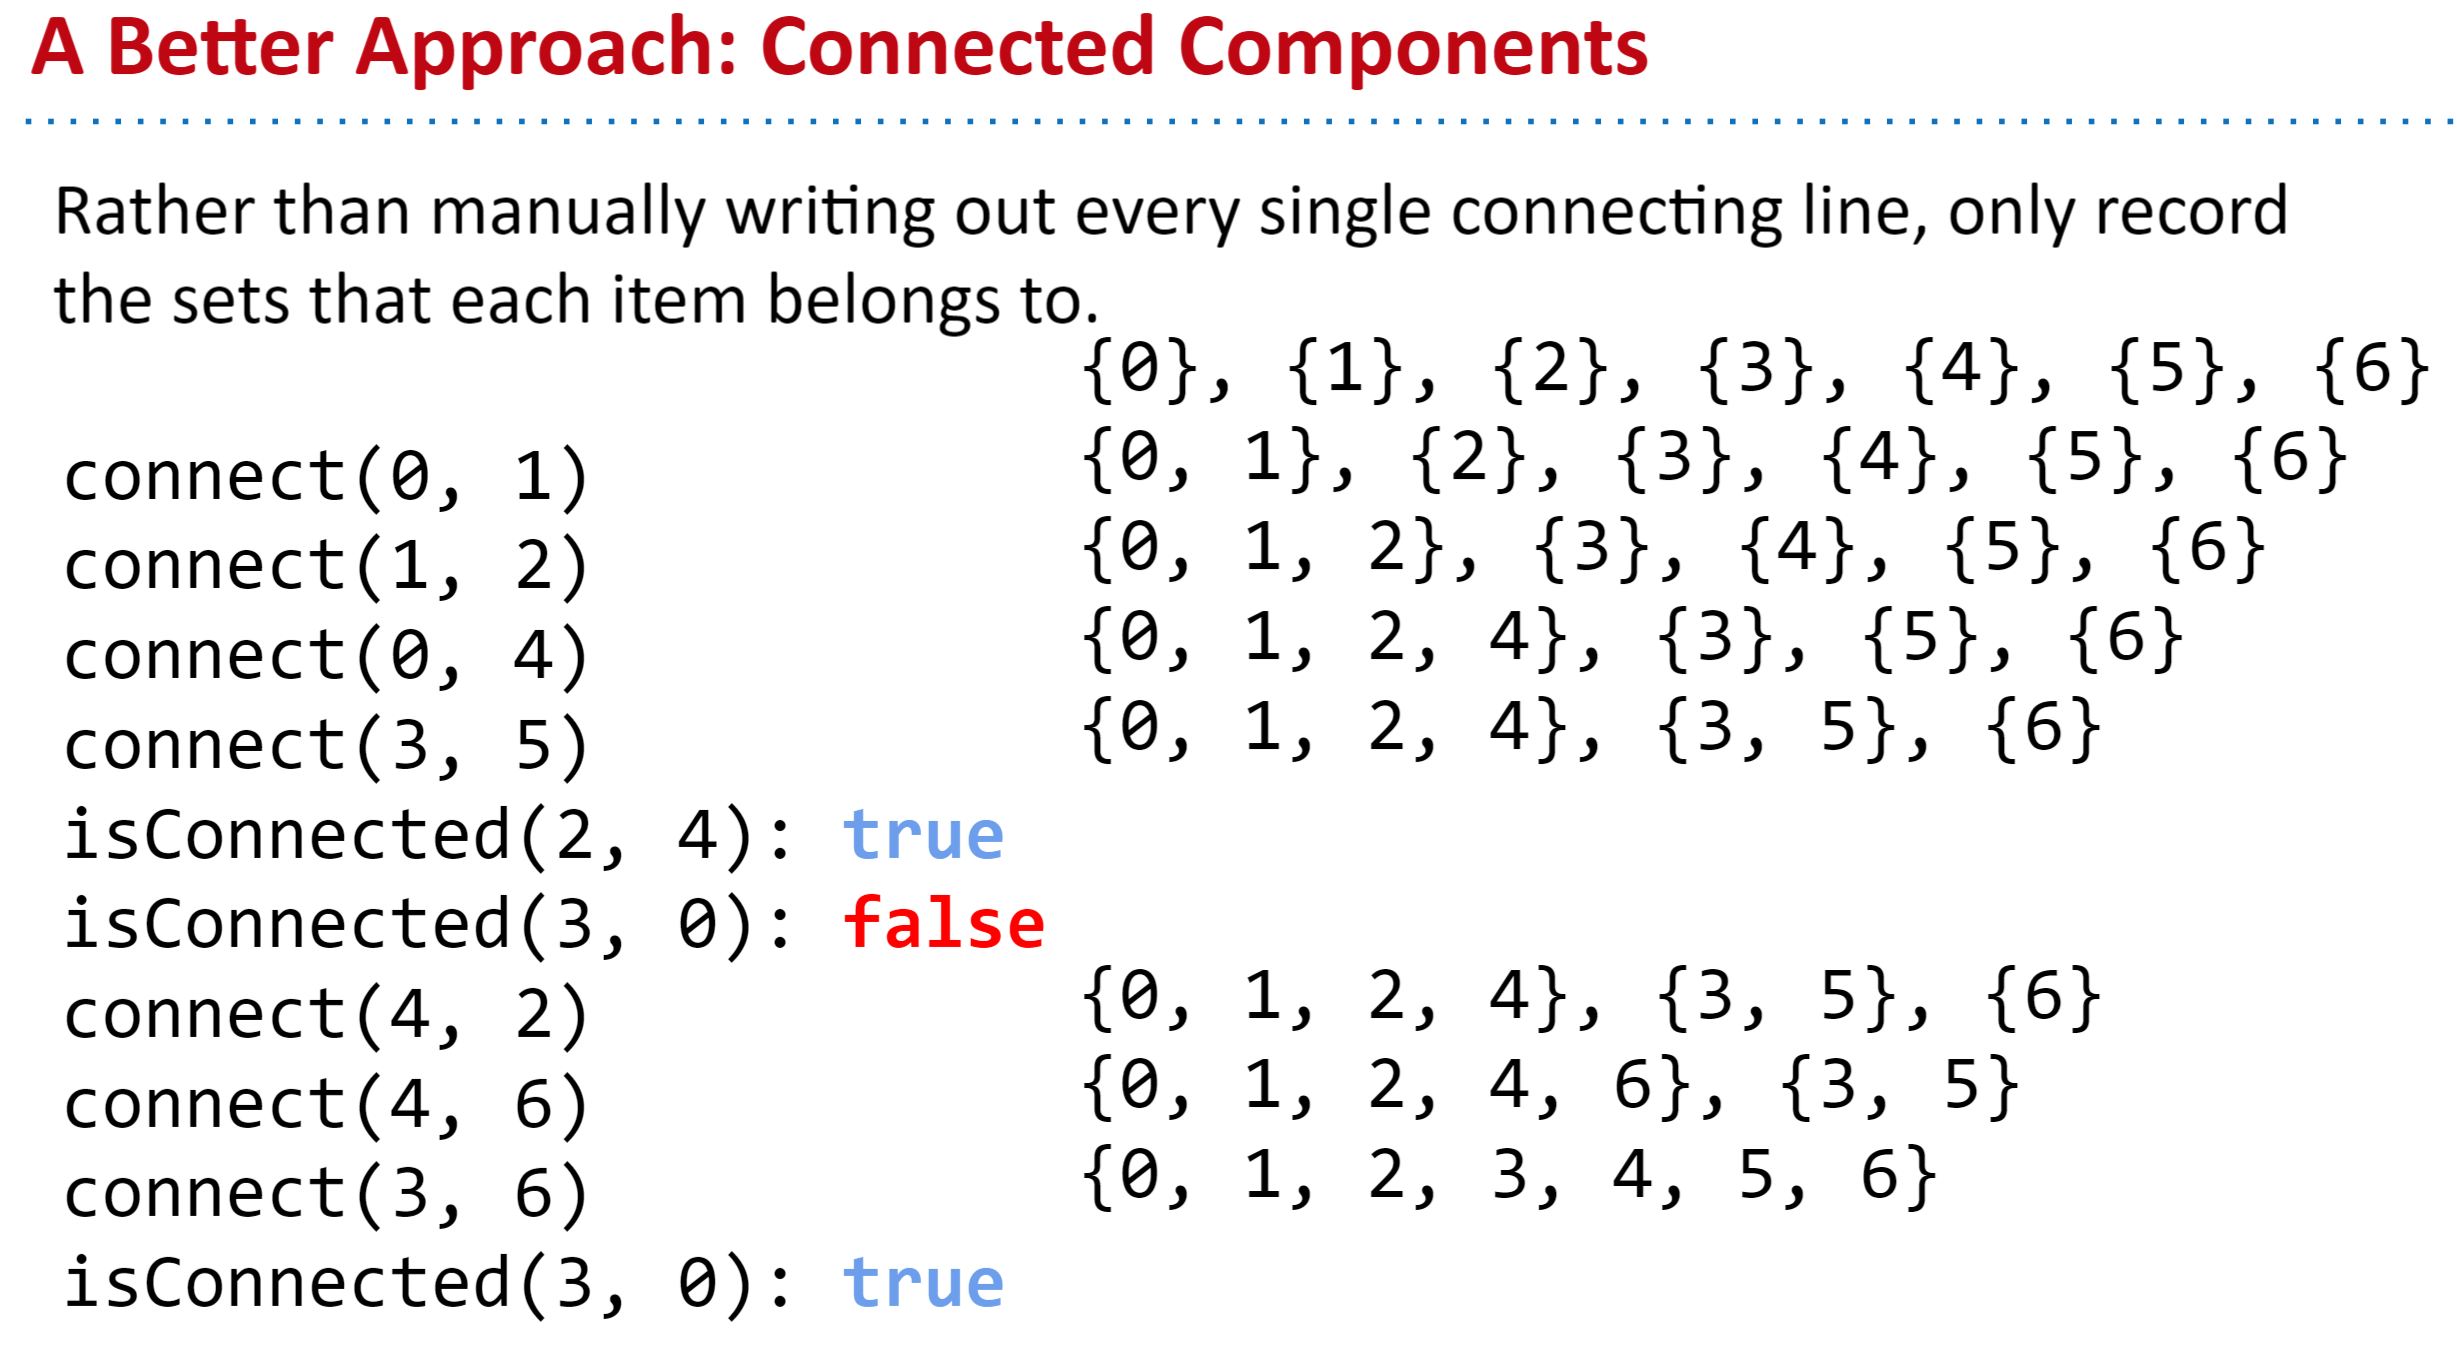 A Better Approach: Connected Components
Rather than manually writing out every single connecting line, only record
the sets that each item belongs to.
{0}, {1}, {2}, {3}, {4}, {5}, {6}
connect(0, 1) {0, 1}, {2}, {3}, {4}, {5}, {6}
connect(1, 2) {0, 1, 2}, {3}, {4}, {5}, {6}
connect(0, 4) {0, 1, 2, 4}, {3}, {5}, {6}
connect(3, 5) {0, 1, 2, 4}, {3, 5}, {6}
isConnected(2, 4): true
isConnected(3, 0): false
connect(4, 2) {0, 1, 2, 4}, {3, 5}, {6}
connect(4, 6) {0, 1, 2, 4, 6}, {3, 5}
connect(3, 6) {0, 1, 2, 3, 4, 5, 6}
isConnected(3, 0): true